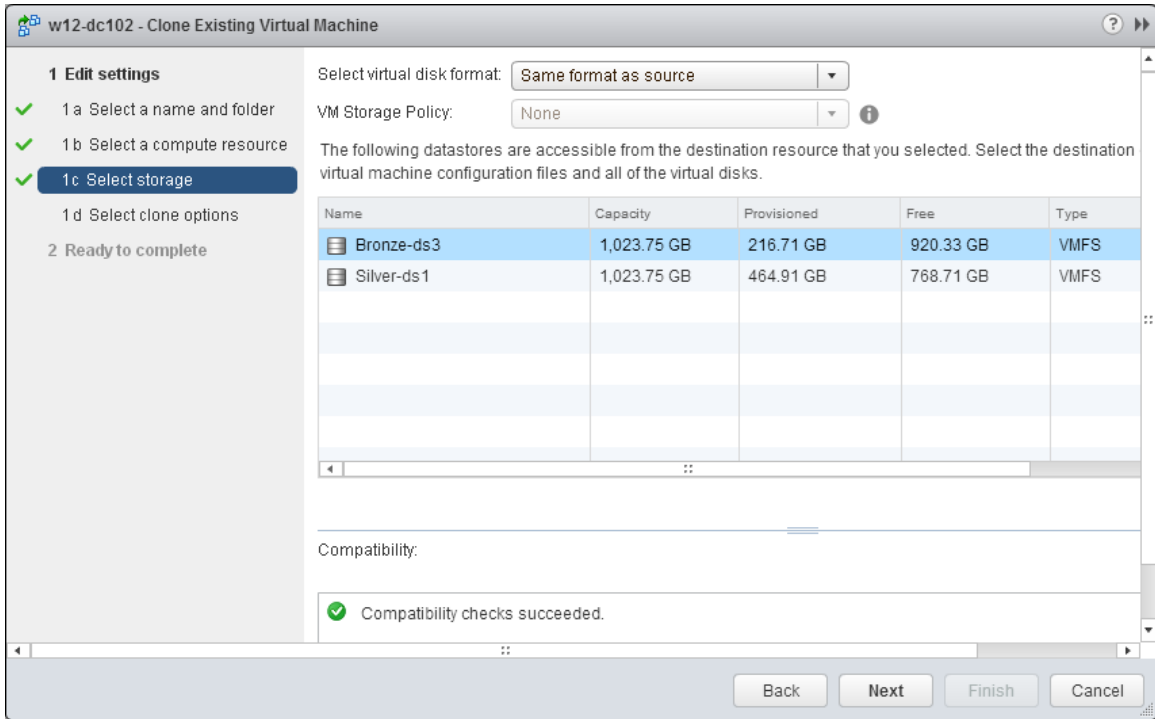 w12-dc102 - Clone Existing Virtual Machine
?
1 Edit settings
1a Select a name and folder
1b Select a compute resource
1c Select storage
1d Select clone options
2 Ready to complete
Select virtual disk format: Same format as source
VM Storage Policy: None
The following datastores are accessible from the destination resource that you selected. Select the destination
virtual machine configuration files and all of the virtual disks.
Name Capacity Provisioned Free Type
Bronze-ds3 1,023.75 GB 216.71 GB 920.33 GB VMFS
Silver-ds1 1,023.75 GB 464.91 GB 768.71 GB VMFS
Compatibility:
Compatibility checks succeeded.
Back Next Finish Cancel